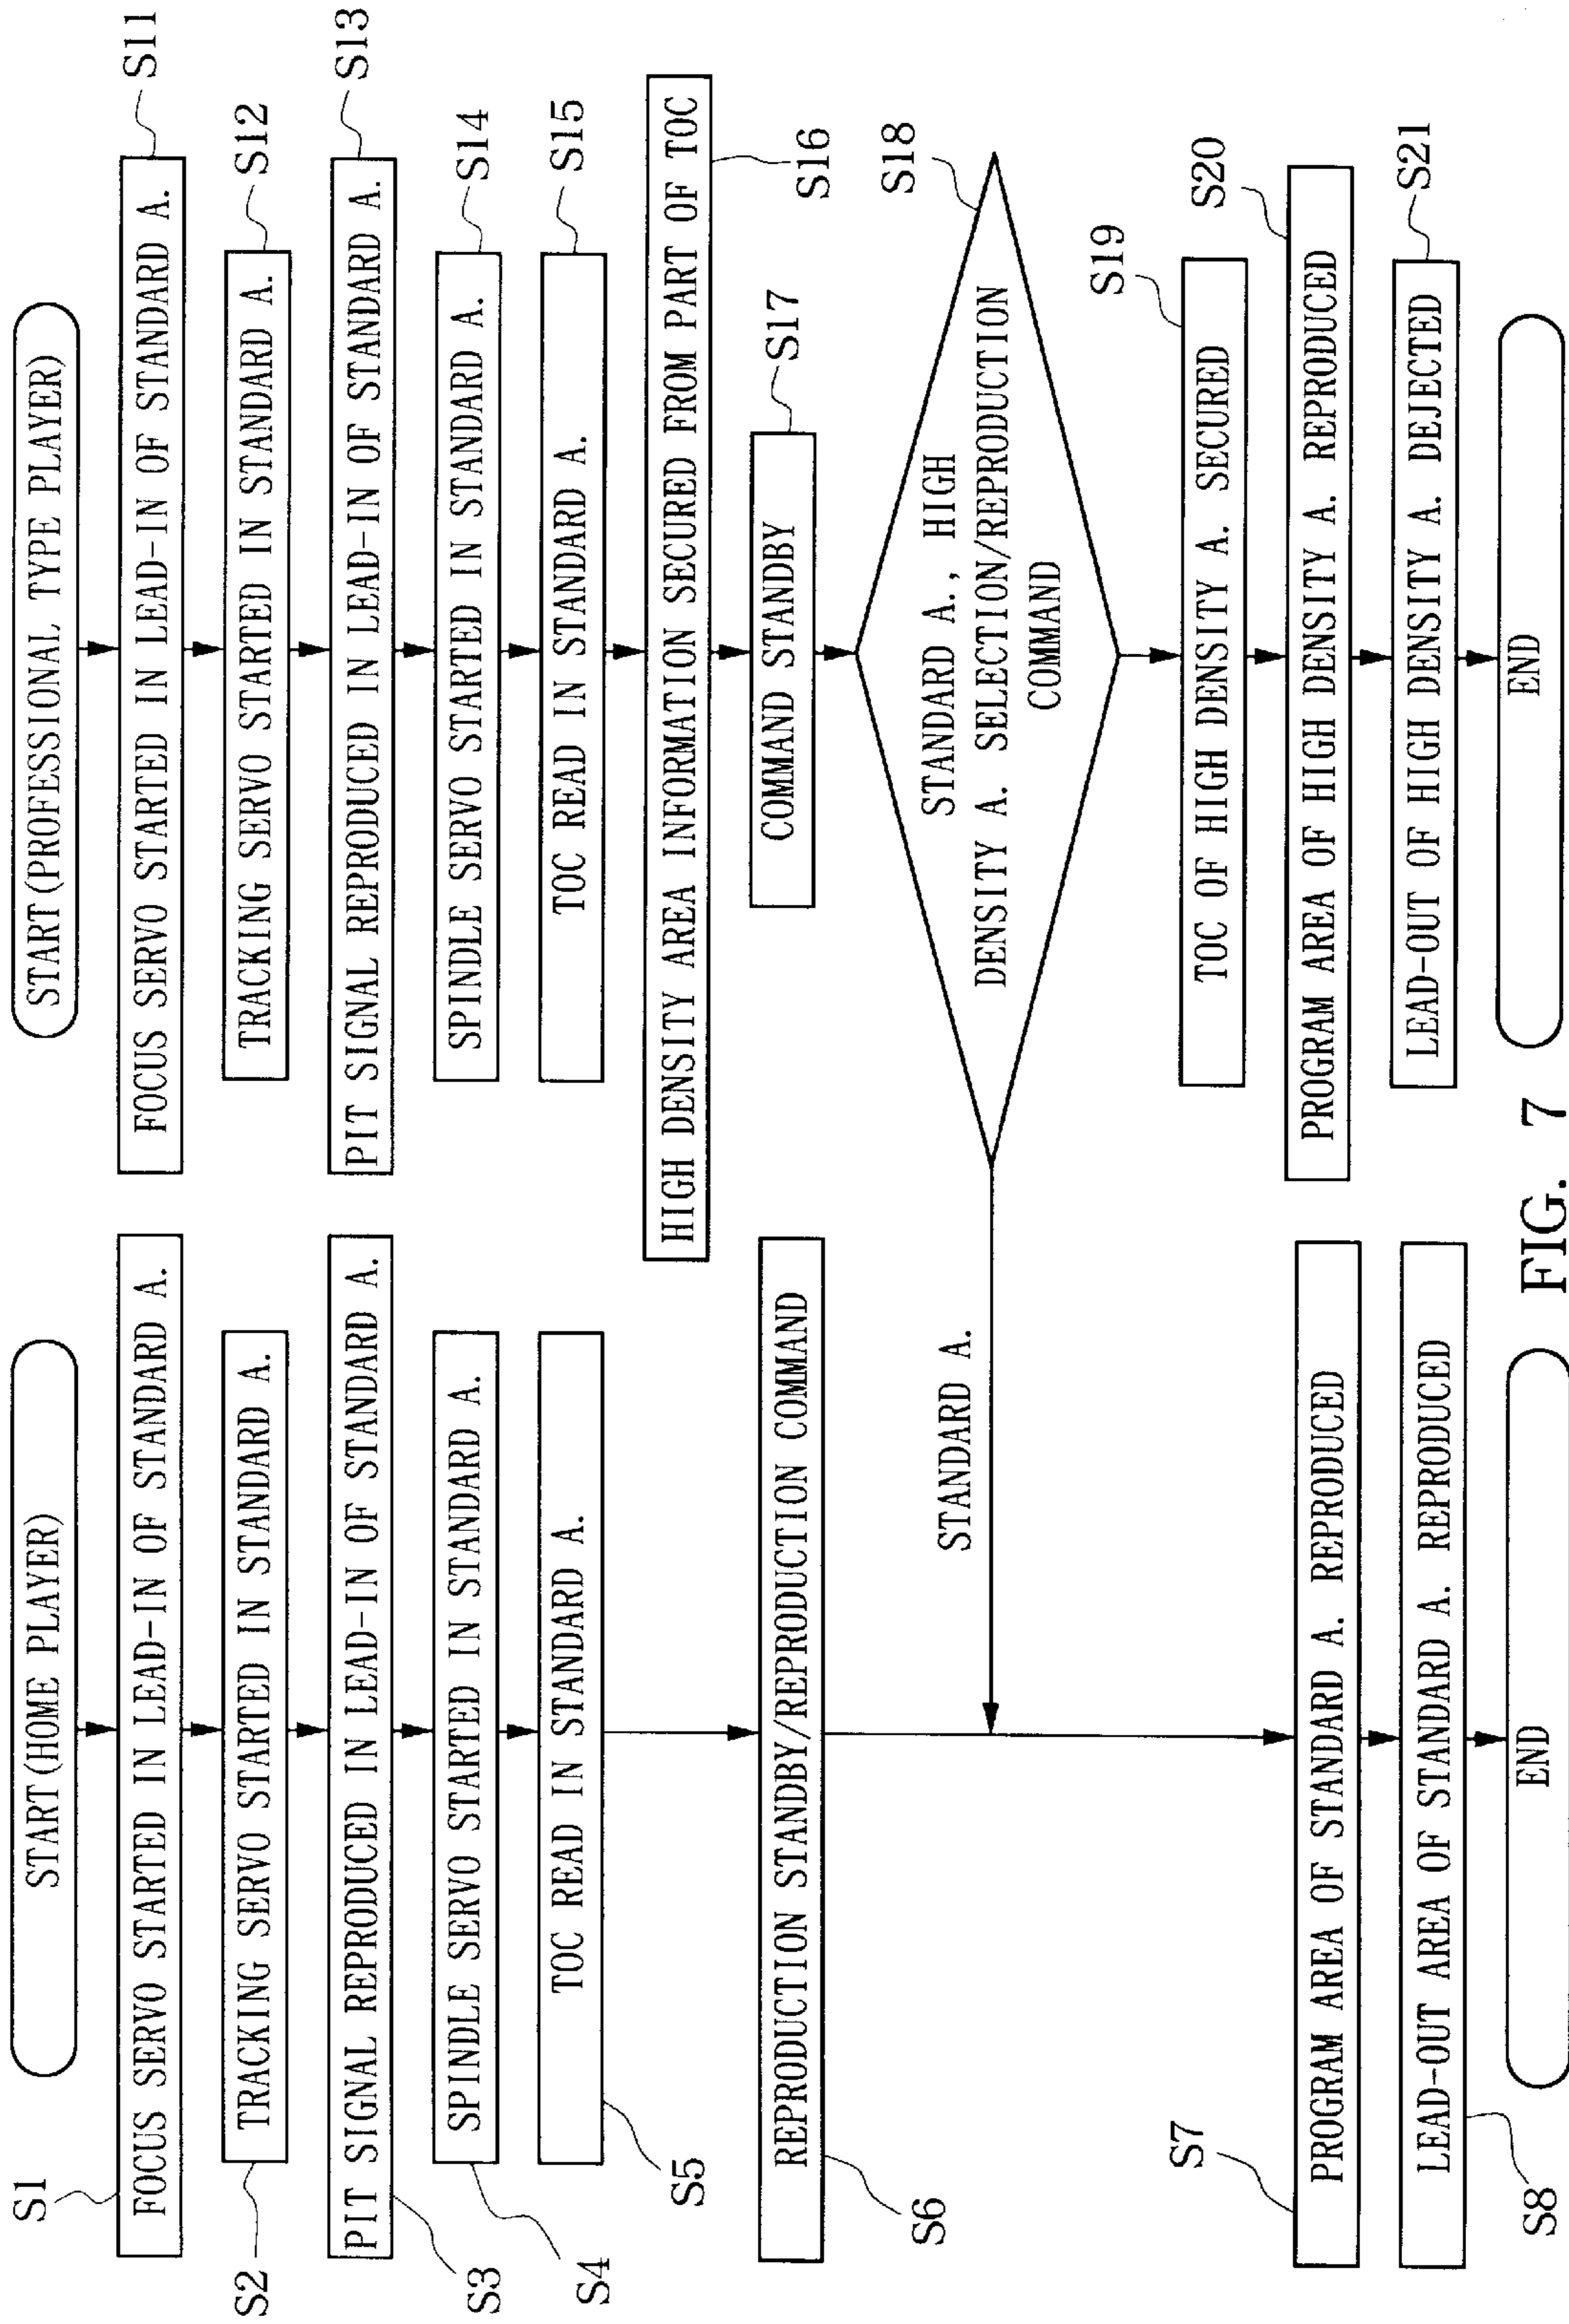 START(HOME PLAYER)
S1
FOCUS SERVO STARTED IN LEAD-IN OF STANDARD A.
S2
TRACKING SERVO STARTED IN STANDARD A.
S3
PIT SIGNAL REPRODUCED IN LEAD-IN OF STANDARD A.
S4
SPINDLE SERVO STARTED IN STANDARD A.
S5
TOC READ IN STANDARD A.
S6
REPRODUCTION STANDBY/REPRODUCTION COMMAND
STANDARD A.
S7
PROGRAM AREA OF STANDARD A. REPRODUCED
S8
LEAD-OUT AREA OF STANDARD A. REPRODUCED
END
START(PROFESSIONAL TYPE PLAYER)
FOCUS SERVO STARTED IN LEAD-IN OF STANDARD A.
S11
TRACKING SERVO STARTED IN STANDARD A.
S12
PIT SIGNAL REPRODUCED IN LEAD-IN OF STANDARD A.
S13
SPINDLE SERVO STARTED IN STANDARD A.
S14
TOC READ IN STANDARD A.
S15
HIGH DENSITY AREA INFORMATION SECURED FROM PART OF TOC
S16
COMMAND STANDBY
S17
STANDARD A., HIGH
DENSITY A. SELECTION/REPRODUCTION
COMMAND
S18
TOC OF HIGH DENSITY A. SECURED
S19
PROGRAM AREA OF HIGH DENSITY A. REPRODUCED
S20
LEAD-OUT OF HIGH DENSITY A. DEJECTED
S21
END
FIG. 7